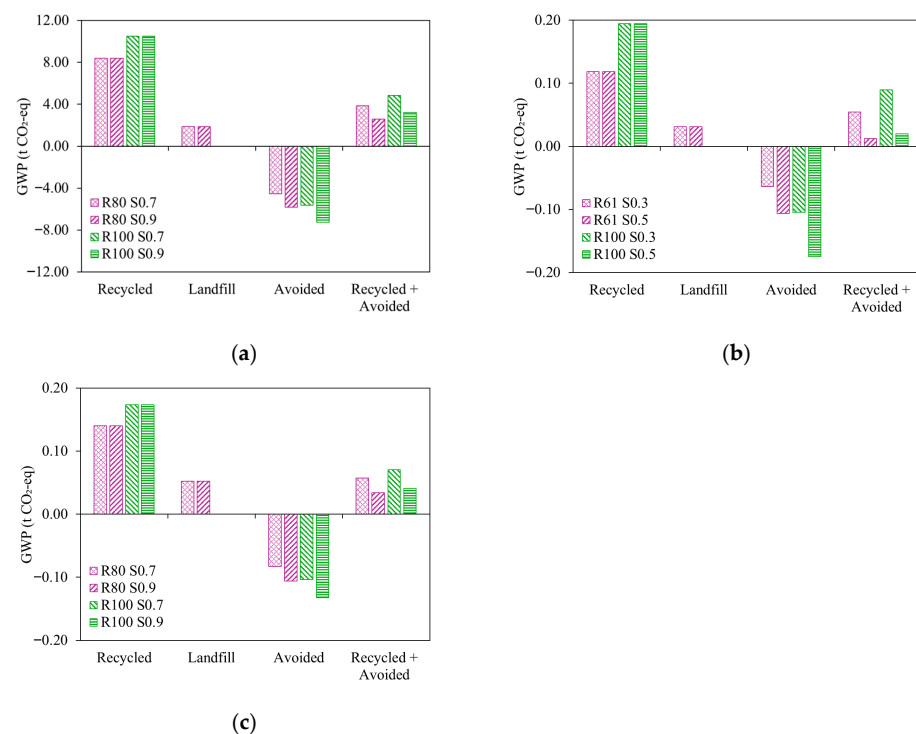 12.00
8.00
4.00
0.00
−4.00
−8.00
−12.00
GWP (t CO₂-eq)
R80 S0.7
R80 S0.9
R100 S0.7
R100 S0.9
Recycled Landfill Avoided Recycled +
Avoided
(a)
0.20
0.10
0.00
−0.10
−0.20
GWP (t CO₂-eq)
R61 S0.3
R61 S0.5
R100 S0.3
R100 S0.5
Recycled Landfill Avoided Recycled +
Avoided
(b)
0.20
0.10
0.00
−0.10
−0.20
GWP (t CO₂-eq)
R80 S0.7
R80 S0.9
R100 S0.7
R100 S0.9
Recycled Landfill Avoided Recycled +
Avoided
(c)